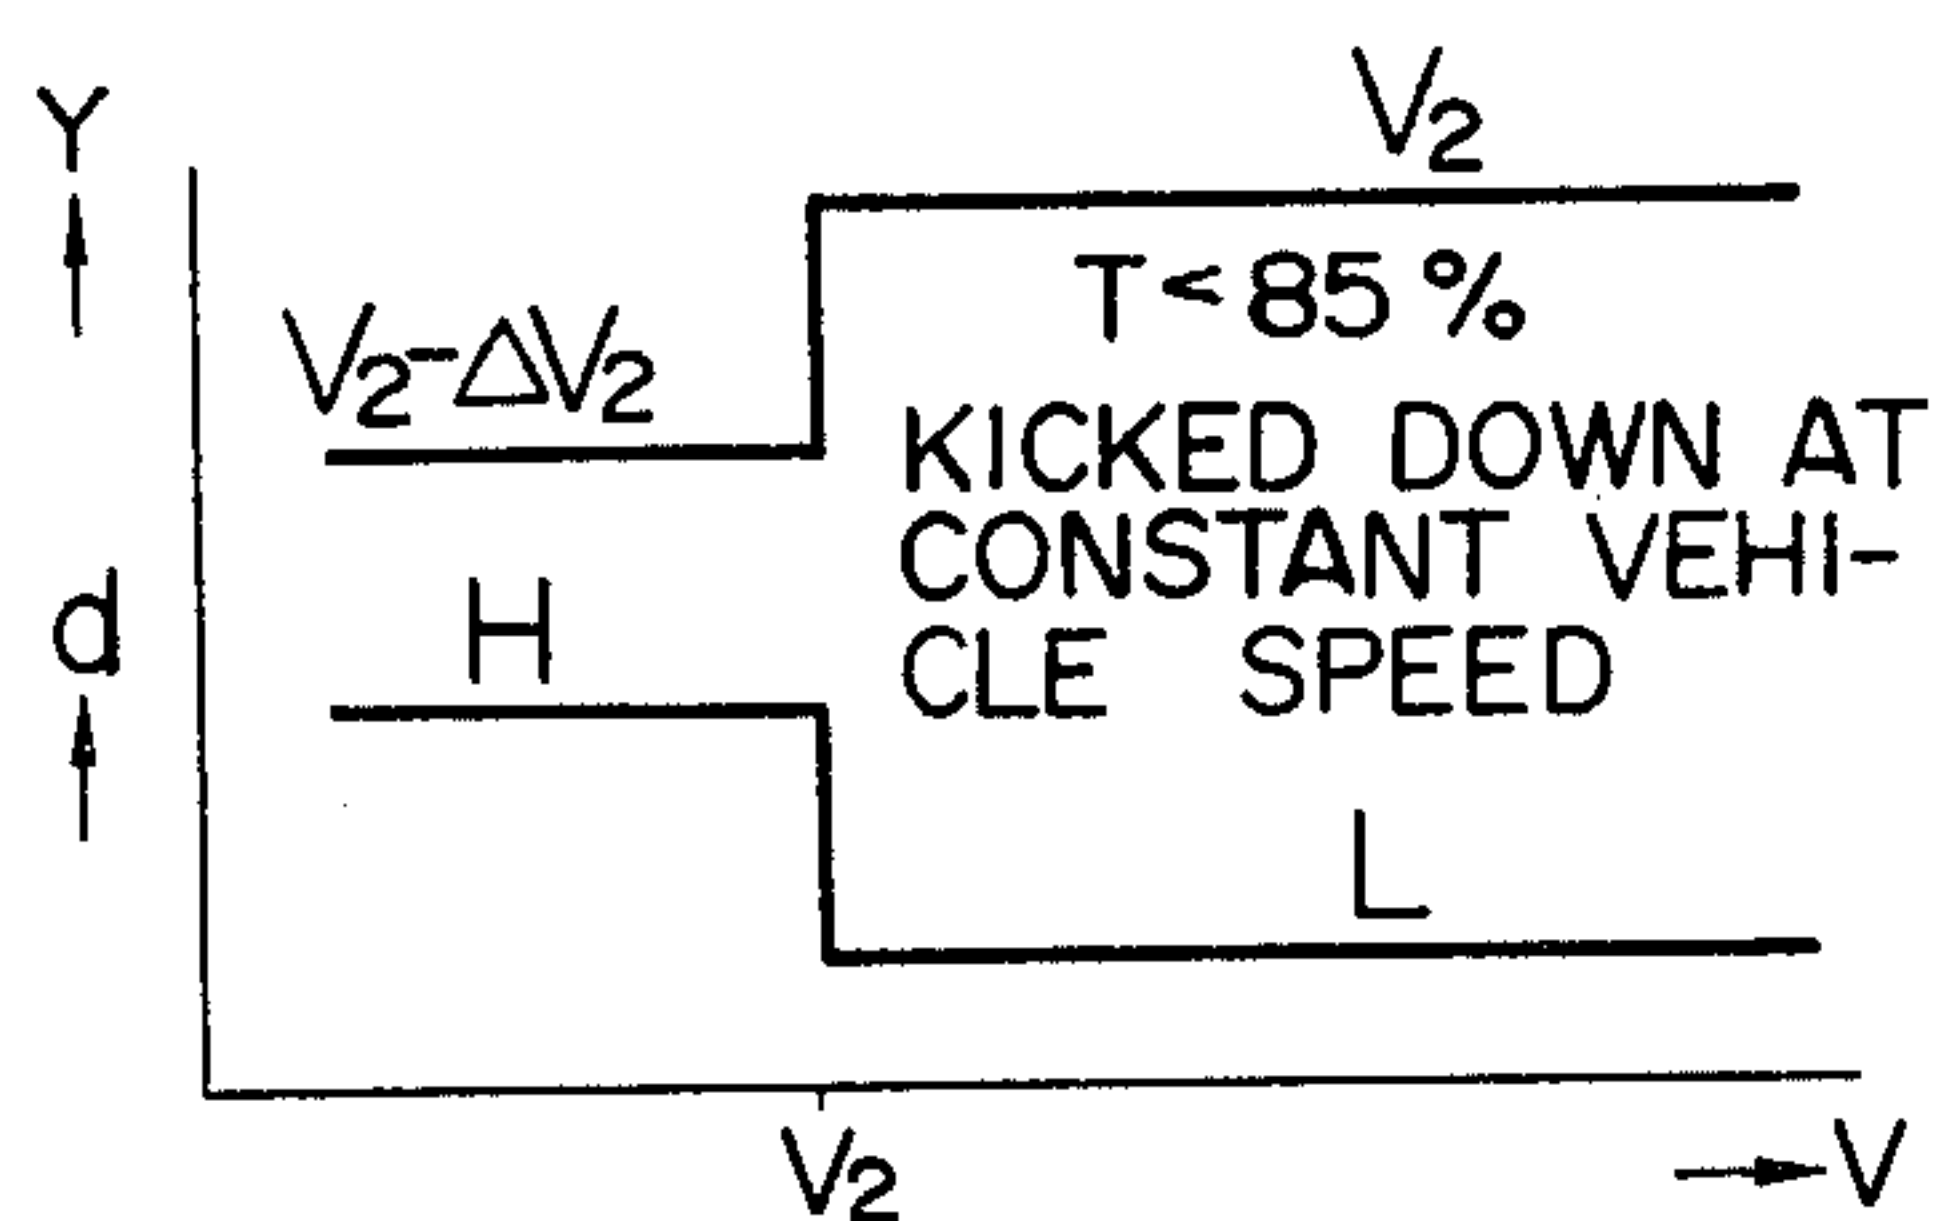 Y
V₂
T<85%
V₂-ΔV₂
KICKED DOWN AT
CONSTANT VEHI-
CLE SPEED
d
H
L
V₂
V